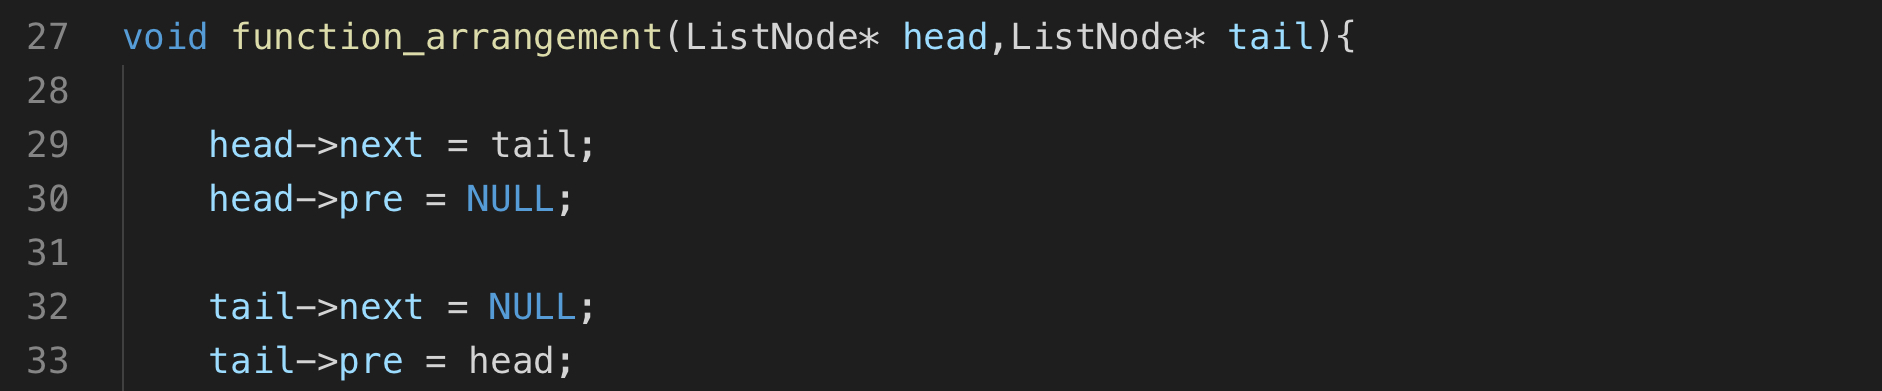 27 void function_arrangement(ListNode* head,ListNode* tail){
28
29 head->next = tail;
30 head->pre = NULL;
31
32 tail->next = NULL;
33 tail->pre = head;